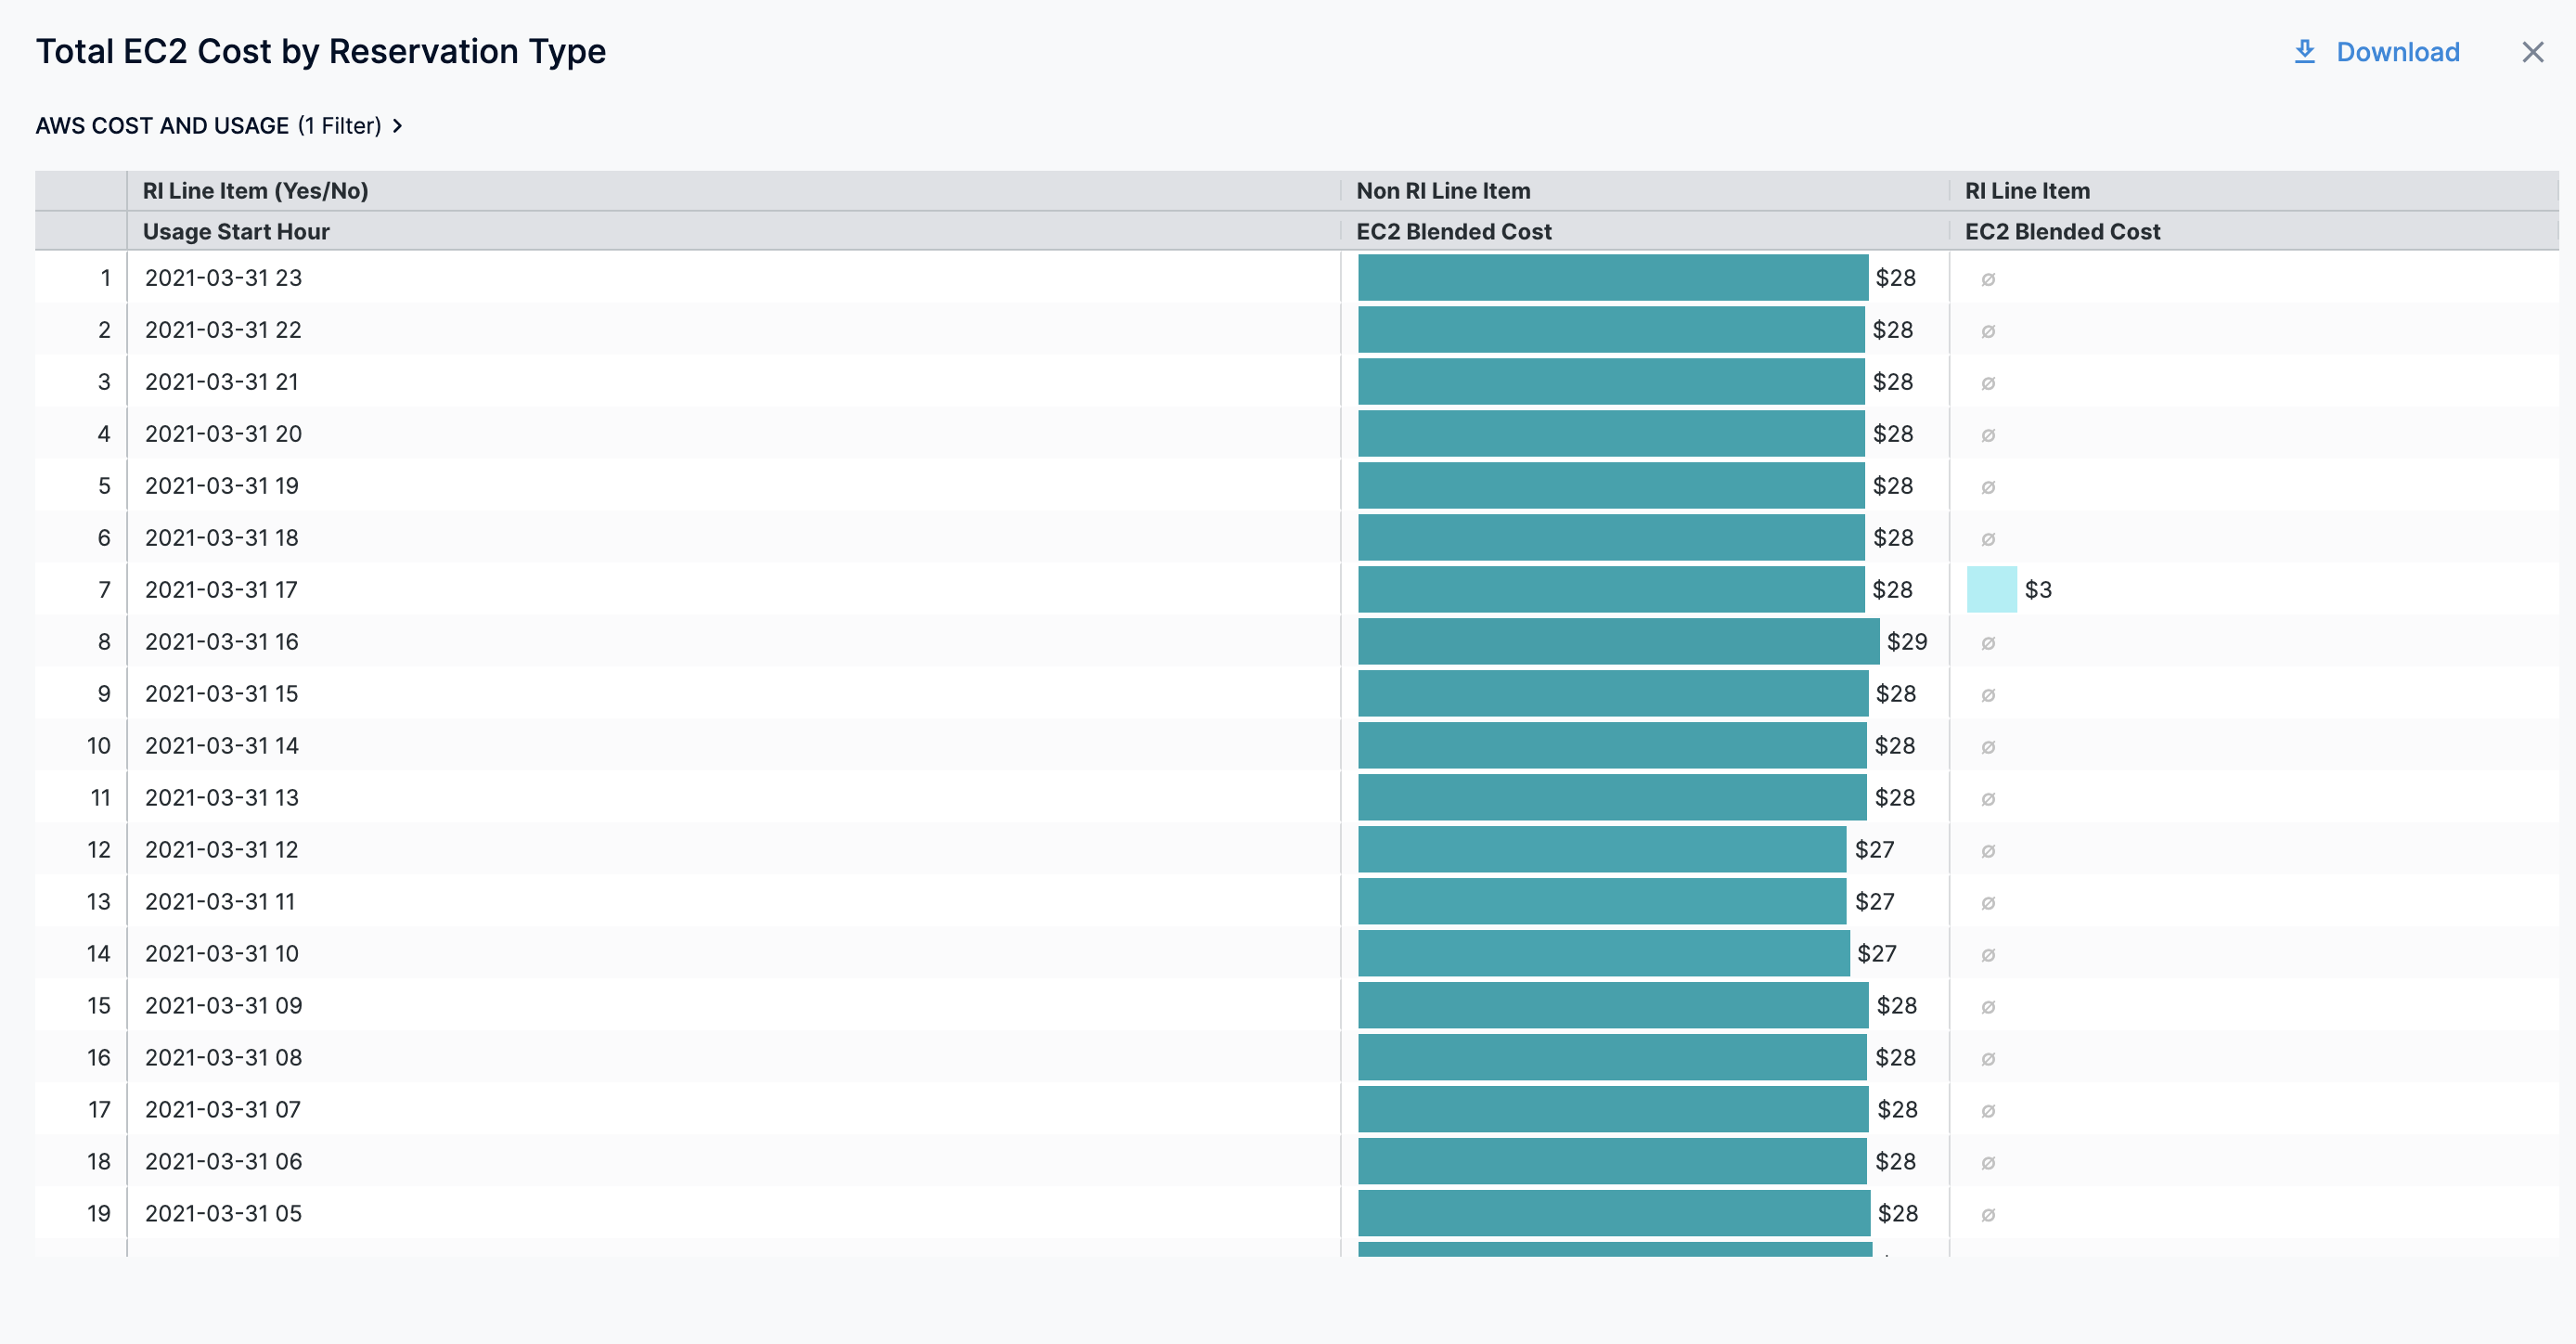 Total EC2 Cost by Reservation Type Download
AWS COST AND USAGE (1 Filter)
RI Line Item (Yes/No) Non RI Line Item RI Line Item
Usage Start Hour EC2 Blended Cost EC2 Blended Cost
1 2021-03-31 23 $28 ∅
2 2021-03-31 22 $28 ∅
3 2021-03-31 21 $28 ∅
4 2021-03-31 20 $28 ∅
5 2021-03-31 19 $28 ∅
6 2021-03-31 18 $28 ∅
7 2021-03-31 17 $28 $3
8 2021-03-31 16 $29 ∅
9 2021-03-31 15 $28 ∅
10 2021-03-31 14 $28 ∅
11 2021-03-31 13 $28 ∅
12 2021-03-31 12 $27 ∅
13 2021-03-31 11 $27 ∅
14 2021-03-31 10 $27 ∅
15 2021-03-31 09 $28 ∅
16 2021-03-31 08 $28 ∅
17 2021-03-31 07 $28 ∅
18 2021-03-31 06 $28 ∅
19 2021-03-31 05 $28 ∅